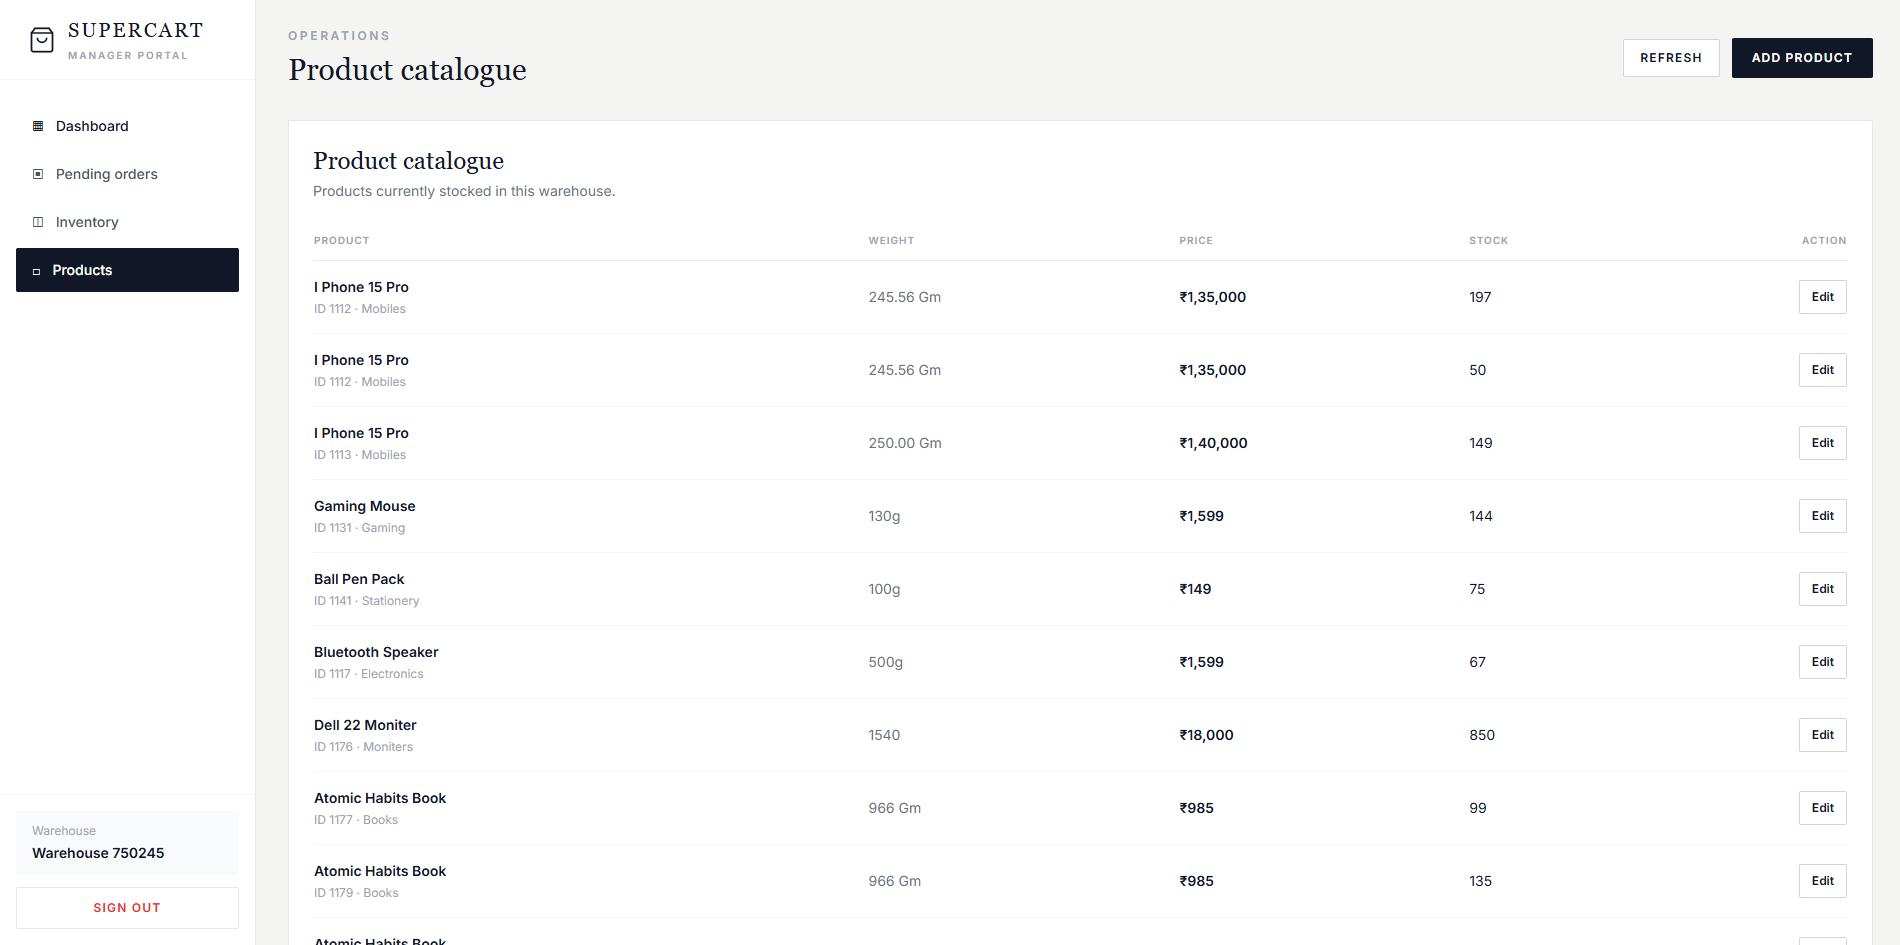 SUPERCART
MANAGER PORTAL
Dashboard
Pending orders
Inventory
Products
Warehouse
Warehouse 750245
SIGN OUT
OPERATIONS
Product catalogue
REFRESH
ADD PRODUCT
Product catalogue
Products currently stocked in this warehouse.
PRODUCT WEIGHT PRICE STOCK ACTION
I Phone 15 Pro
ID 1112 · Mobiles
245.56 Gm ₹1,35,000 197 Edit
I Phone 15 Pro
ID 1112 · Mobiles
245.56 Gm ₹1,35,000 50 Edit
I Phone 15 Pro
ID 1113 · Mobiles
250.00 Gm ₹1,40,000 149 Edit
Gaming Mouse
ID 1131 · Gaming
130g ₹1,599 144 Edit
Ball Pen Pack
ID 1141 · Stationery
100g ₹149 75 Edit
Bluetooth Speaker
ID 1117 · Electronics
500g ₹1,599 67 Edit
Dell 22 Moniter
ID 1176 · Moniters
1540 ₹18,000 850 Edit
Atomic Habits Book
ID 1177 · Books
966 Gm ₹985 99 Edit
Atomic Habits Book
ID 1179 · Books
966 Gm ₹985 135 Edit
Atomic Habits Book